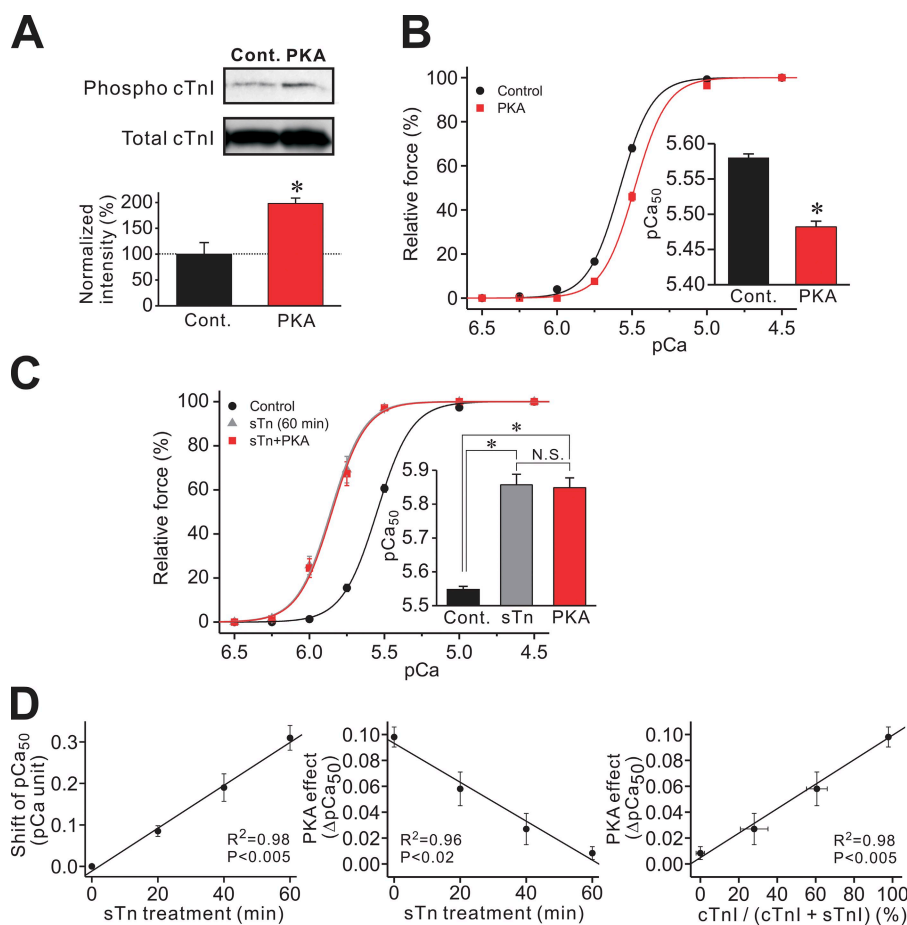 A
Cont. PKA
Phospho cTnI
Total cTnI
Normalized
intensity (%)
200
150
100
50
0
*
Cont.
PKA
B
Relative force (%)
100
80
60
40
20
0
Control
PKA
6.5
6.0
5.5
5.0
4.5
pCa
pCa50
5.56
5.48
5.40
*
Cont.
PKA
C
Relative force (%)
100
80
60
40
20
0
Control
sTn (60 min)
sTn+PKA
6.5
6.0
5.5
5.0
4.5
pCa
pCa50
5.9
5.8
5.7
5.6
5.5
*
*
N.S.
Cont.
sTn
PKA
D
Shift of pCa50
(pCa unit)
0.3
0.2
0.1
0.0
R2=0.98
P<0.005
0
20
40
60
sTn treatment (min)
PKA effect
(ΔpCa50)
0.10
0.08
0.06
0.04
0.02
0.00
R2=0.96
P<0.02
0
20
40
60
sTn treatment (min)
PKA effect
(ΔpCa50)
0.10
0.08
0.06
0.04
0.02
0.00
R2=0.98
P<0.005
0
20
40
60
80
100
cTnI / (cTnI + sTnI) (%)